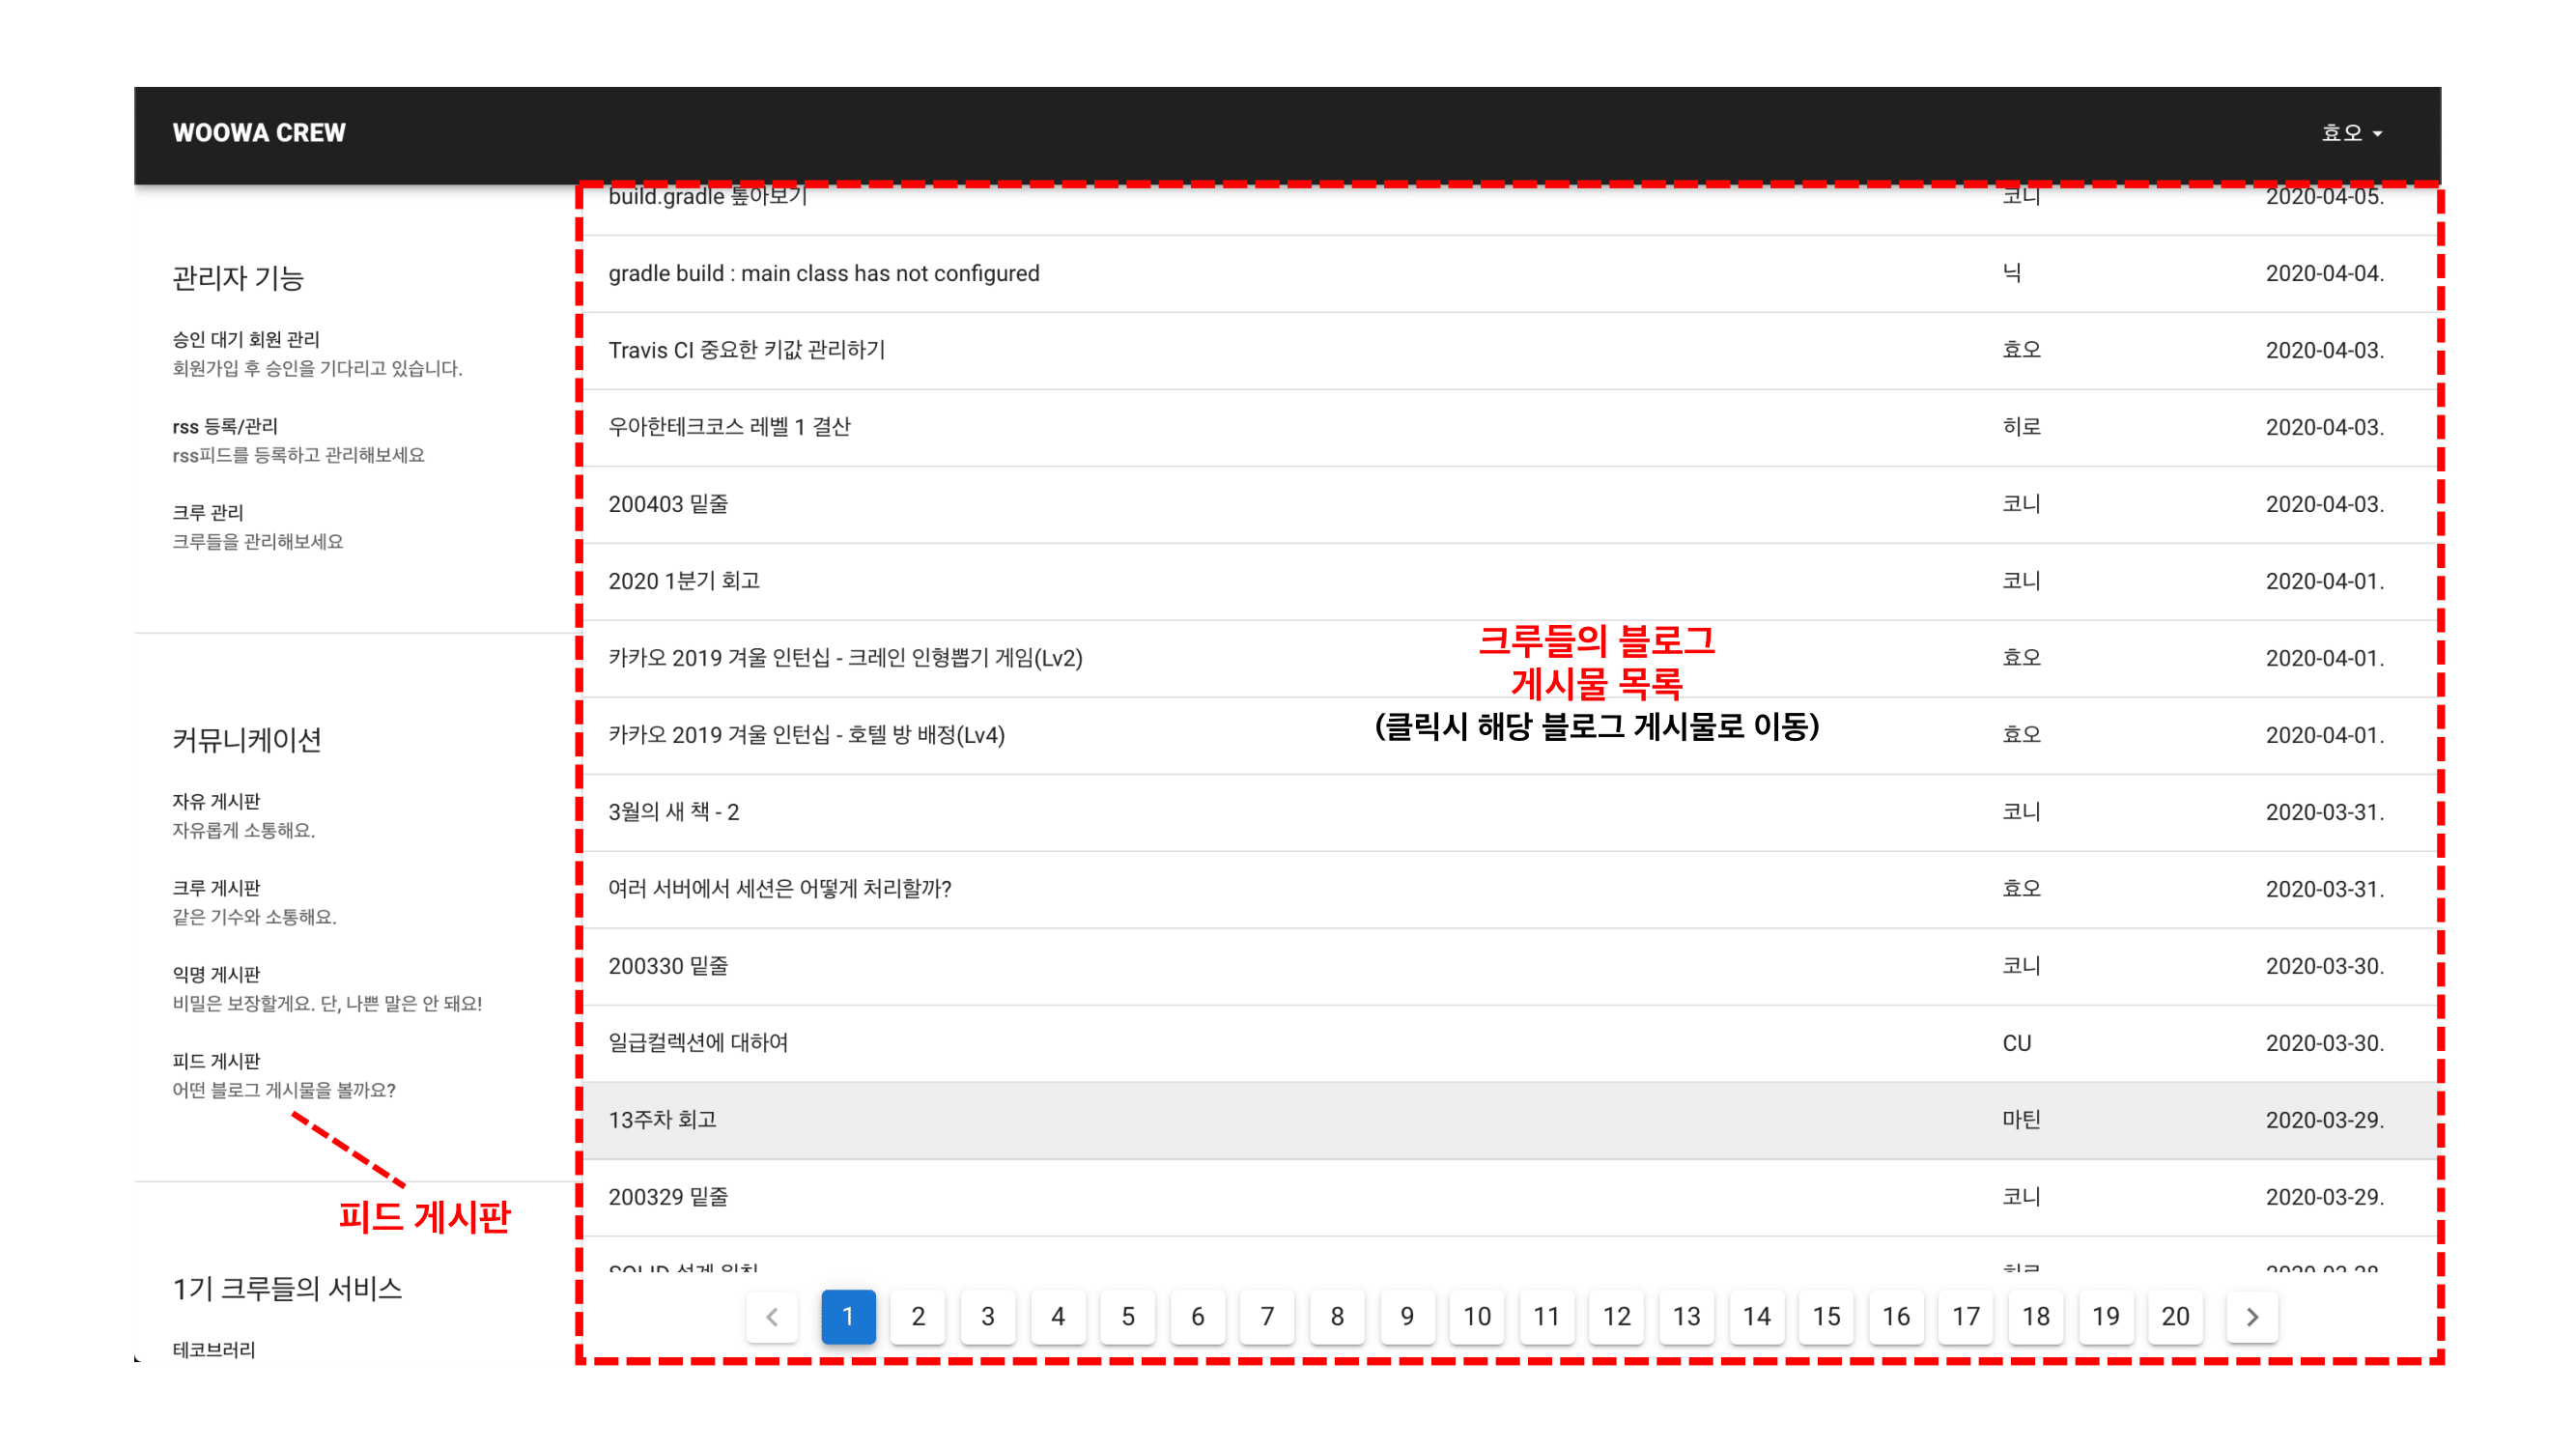 WOOWA CREW
효오
관리자 기능
승인 대기 회원 관리
회원가입 후 승인을 기다리고 있습니다.
rss 등록/관리
rss피드를 등록하고 관리해보세요
크루 관리
크루들을 관리해보세요
커뮤니케이션
자유 게시판
자유롭게 소통해요.
크루 게시판
같은 기수와 소통해요.
익명 게시판
비밀은 보장할게요. 단, 나쁜 말은 안 돼요!
피드 게시판
어떤 블로그 게시물을 볼까요?
피드 게시판
1기 크루들의 서비스
테코브러리
build.gradle 톺아보기 코니 2020-04-05.
gradle build : main class has not configured 닉 2020-04-04.
Travis CI 중요한 키값 관리하기 효오 2020-04-03.
우아한테크코스 레벨 1 결산 히로 2020-04-03.
200403 밑줄 코니 2020-04-03.
2020 1분기 회고 코니 2020-04-01.
카카오 2019 겨울 인턴십 - 크레인 인형뽑기 게임(Lv2) 효오 2020-04-01.
카카오 2019 겨울 인턴십 - 호텔 방 배정(Lv4) 효오 2020-04-01.
크루들의 블로그
게시물 목록
(클릭시 해당 블로그 게시물로 이동)
3월의 새 책 - 2 코니 2020-03-31.
여러 서버에서 세션은 어떻게 처리할까? 효오 2020-03-31.
200330 밑줄 코니 2020-03-30.
일급컬렉션에 대하여 CU 2020-03-30.
13주차 회고 마틴 2020-03-29.
200329 밑줄 코니 2020-03-29.
SOLID 설계 원칙 히로 2020-03-28.
1 2 3 4 5 6 7 8 9 10 11 12 13 14 15 16 17 18 19 20